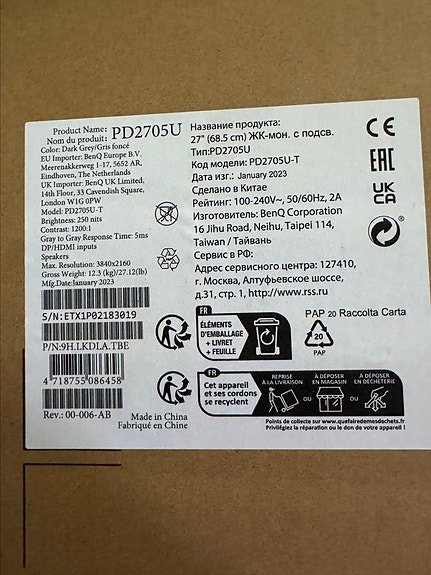 Product Name: PD2705U
Nom du produit:
Color: Dark Grey/Gris foncé
EU Importer: BenQ Europe B.V.
Meerenakkerweg 1-17, 5652 AR,
Eindhoven, The Netherlands
UK Importer: BenQ UK Limited,
14th Floor, 33 Cavendish Square,
London W1G 0PW
Model: PD2705U-T
Brightness: 250 nits
Contrast: 1200:1
Gray to Gray Response Time: 5ms
DP/HDMI inputs
Speakers
Max. Resolution: 3840x2160
Gross Weight: 12.3 (kg)/27.12(lb)
Mfg.Date:January 2023
S/N:ETX1P02183019
P/N:9H.LKDLA.TBE
4 718755 086458
Rev.: 00-006-AB
Made in China
Fabriqué en Chine
Название продукта:
27" (68.5 cm) ЖК-мон. с подсв.
Тип:PD2705U
Код модели: PD2705U-T
Дата изг.: January 2023
Сделано в Китае
Рейтинг: 100-240V~, 50/60Hz, 2A
Изготовитель: BenQ Corporation
16 Jihu Road, Neihu, Taipei 114,
Taiwan / Тайвань
Сервис в РФ:
Адрес сервисного центра: 127410,
г. Москва, Алтуфьевское шоссе,
д.31, стр. 1, http://www.rss.ru
CE
EAC
UK
CA
FR
ÉLÉMENTS
D'EMBALLAGE
+ LIVRET
+ FEUILLE
PAP 20 Raccolta Carta
20
PAP
FR
Cet appareil
et ses cordons
se recyclent
REPRISE
À LA LIVRAISON
OU
À DÉPOSER
EN MAGASIN
OU
À DÉPOSER
EN DÉCHÈTERIE
Points de collecte sur www.quefairedemesdechets.fr
Privilégiez la réparation ou le don de votre appareil !